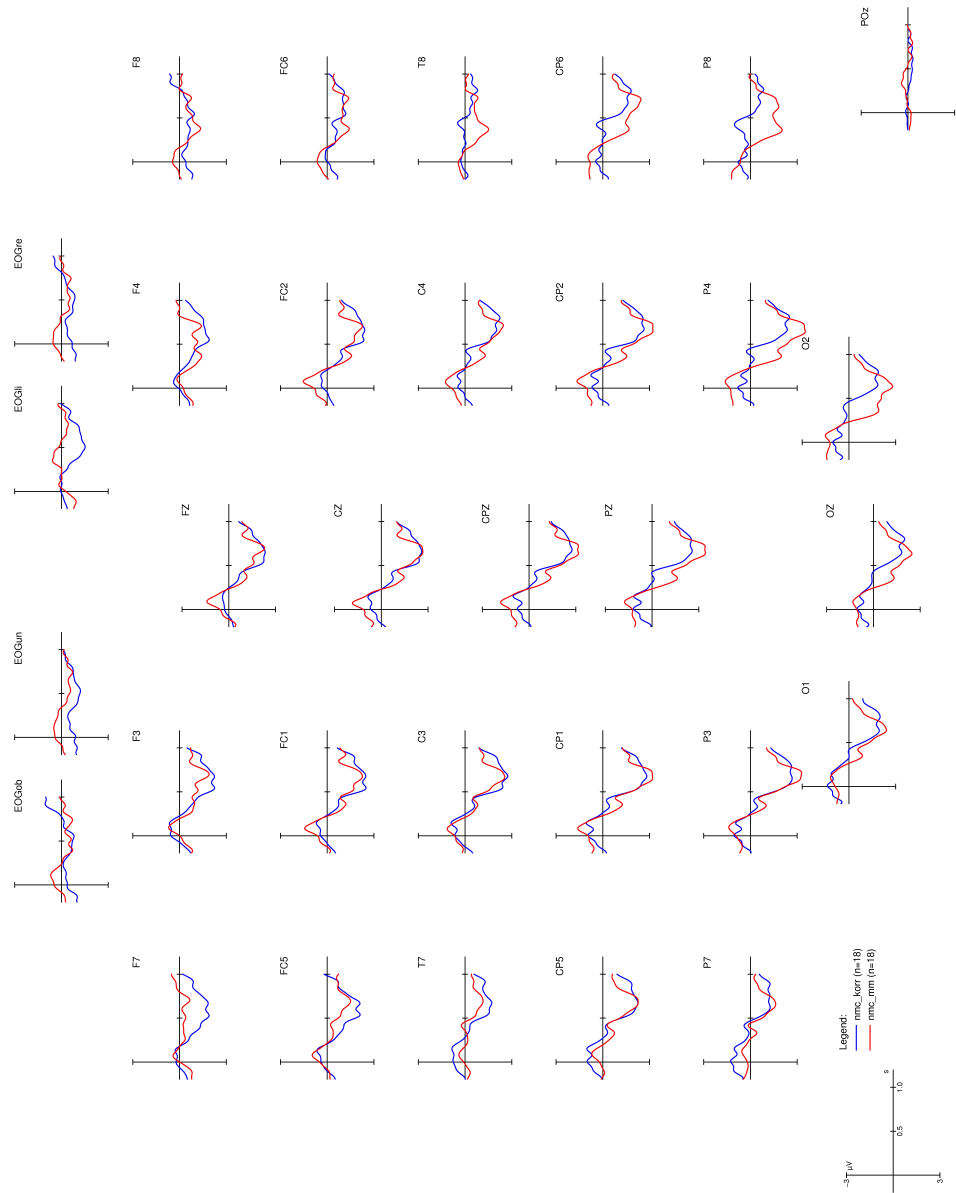 EOGob
EOGun
EOGli
EOGre
F7
F3
FZ
F4
F8
FC5
FC1
FC2
FC6
CZ
T7
C3
C4
T8
CPZ
CP5
CP1
CP2
CP6
PZ
P7
P3
P4
P8
O1
O2
OZ
POz
Legend:
nmc_korr (n=18)
nmc_mm (n=18)
-3
µV
s
0.5
1.0
3